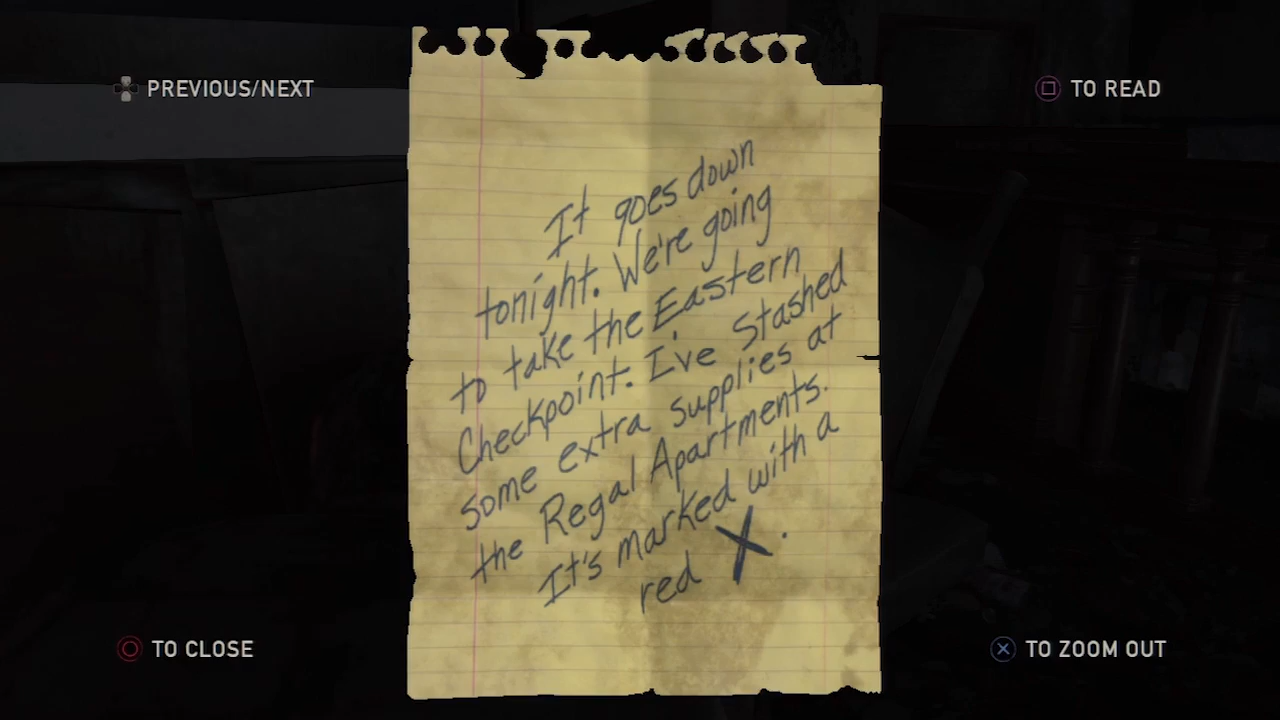 PREVIOUS/NEXT
TO READ
It goes down
tonight. We're going
to take the Eastern
Checkpoint. I've Stashed
some extra supplies at
the Regal Apartments.
It's marked with a
red X.
TO CLOSE
TO ZOOM OUT